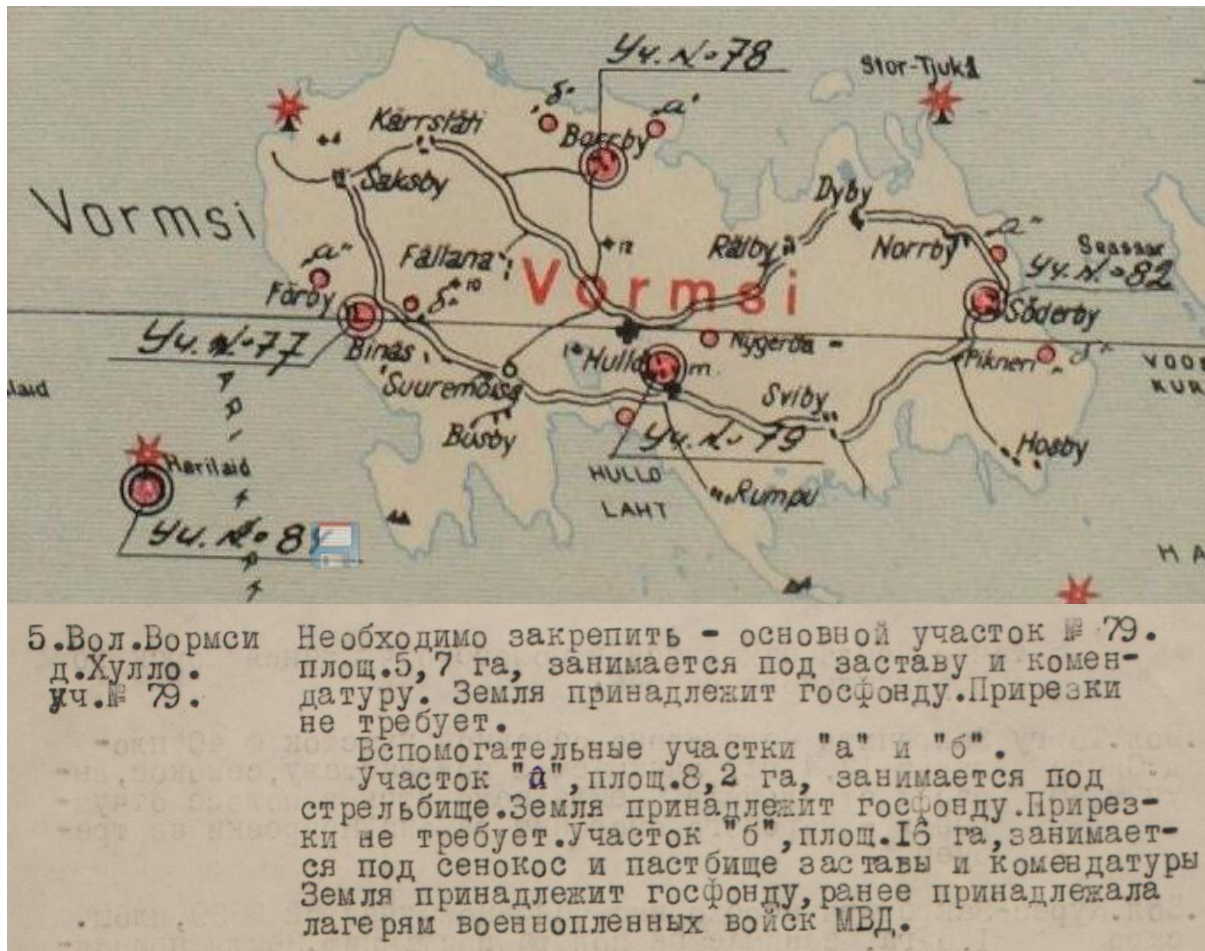 Уч. № 78
Stor-Tjuka
„б"
„а"
Kärrsläti
Borrby
Saksby
Dyby
Vormsi
Rälby
Norrby
„а"
Seasaar
Fällana
12
„а"
10
Vormsi
Уч. № 82
Förby
„б"
Söderby
Уч. № 77
Binäs
Hullo
m.
Pikneri
Suuremõisa
Sviby
Busby
Уч. № 79
Hosby
Harilaid
HULLO
LAHT
Rumpu
5.Вол.Вормси Необходимо закрепить - основной участок № 79.
д.Хулло. площ.5,7 га, занимается под заставу и комен-
уч.№ 79. датуру. Земля принадлежит госфонду.Прирезки
не требует.
Вспомогательные участки "а" и "б".
Участок "а",площ.8,2 га, занимается под
стрельбище.Земля принадлежит госфонду.Прирез-
ки не требует.Участок "б",площ.16 га,занимает-
ся под сенокос и пастбище заставы и комендатуры
Земля принадлежит госфонду,ранее принадлежала
лагерям военнопленных войск МВД.